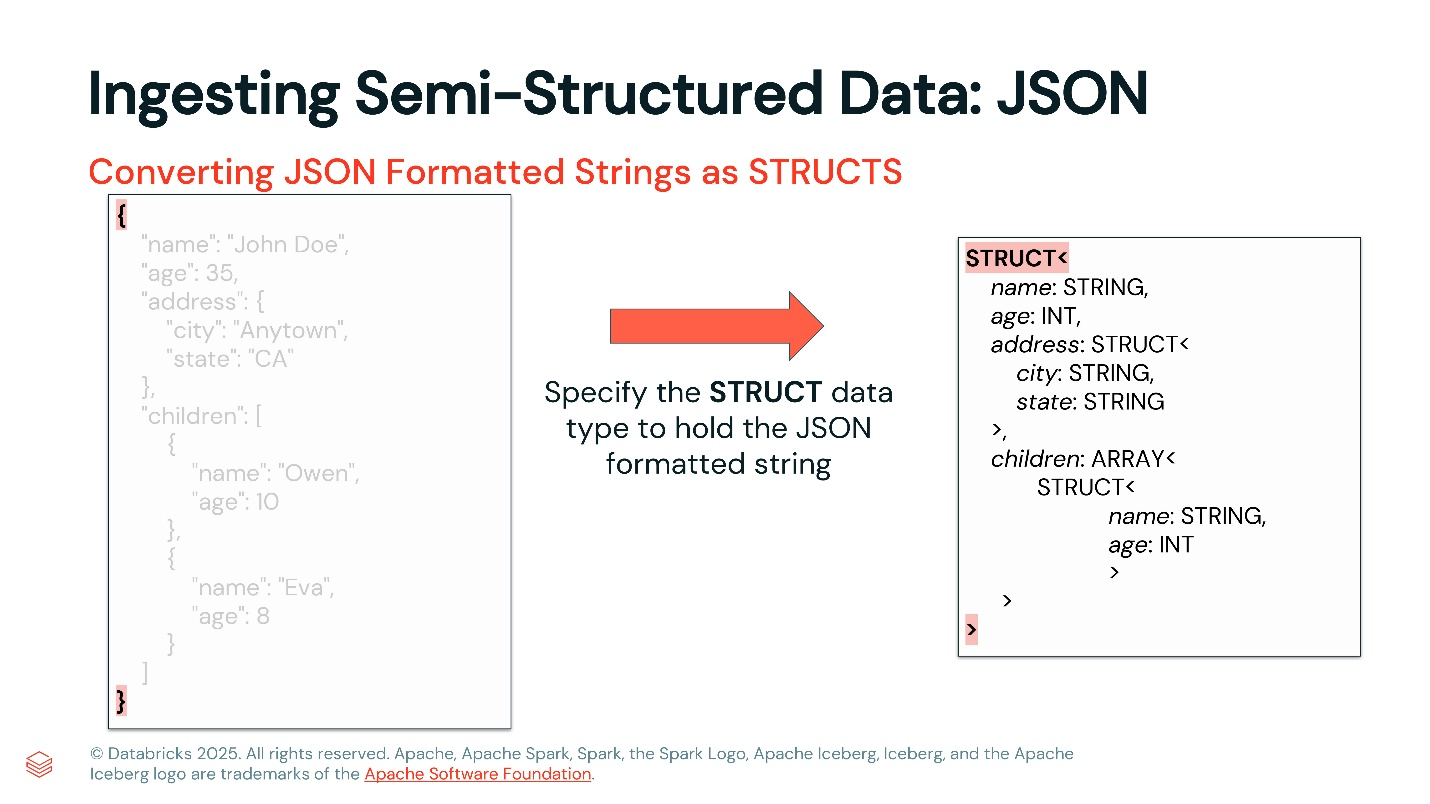 Ingesting Semi-Structured Data: JSON
Converting JSON Formatted Strings as STRUCTS
{
"name": "John Doe",
"age": 35,
"address": {
"city": "Anytown",
"state": "CA"
},
"children": [
{
"name": "Owen",
"age": 10
},
{
"name": "Eva",
"age": 8
}
]
}
Specify the STRUCT data
type to hold the JSON
formatted string
STRUCT<
name: STRING,
age: INT,
address: STRUCT<
city: STRING,
state: STRING
>,
children: ARRAY<
STRUCT<
name: STRING,
age: INT
>
>
>
© Databricks 2025. All rights reserved. Apache, Apache Spark, Spark, the Spark Logo, Apache Iceberg, Iceberg, and the Apache
Iceberg logo are trademarks of the Apache Software Foundation.